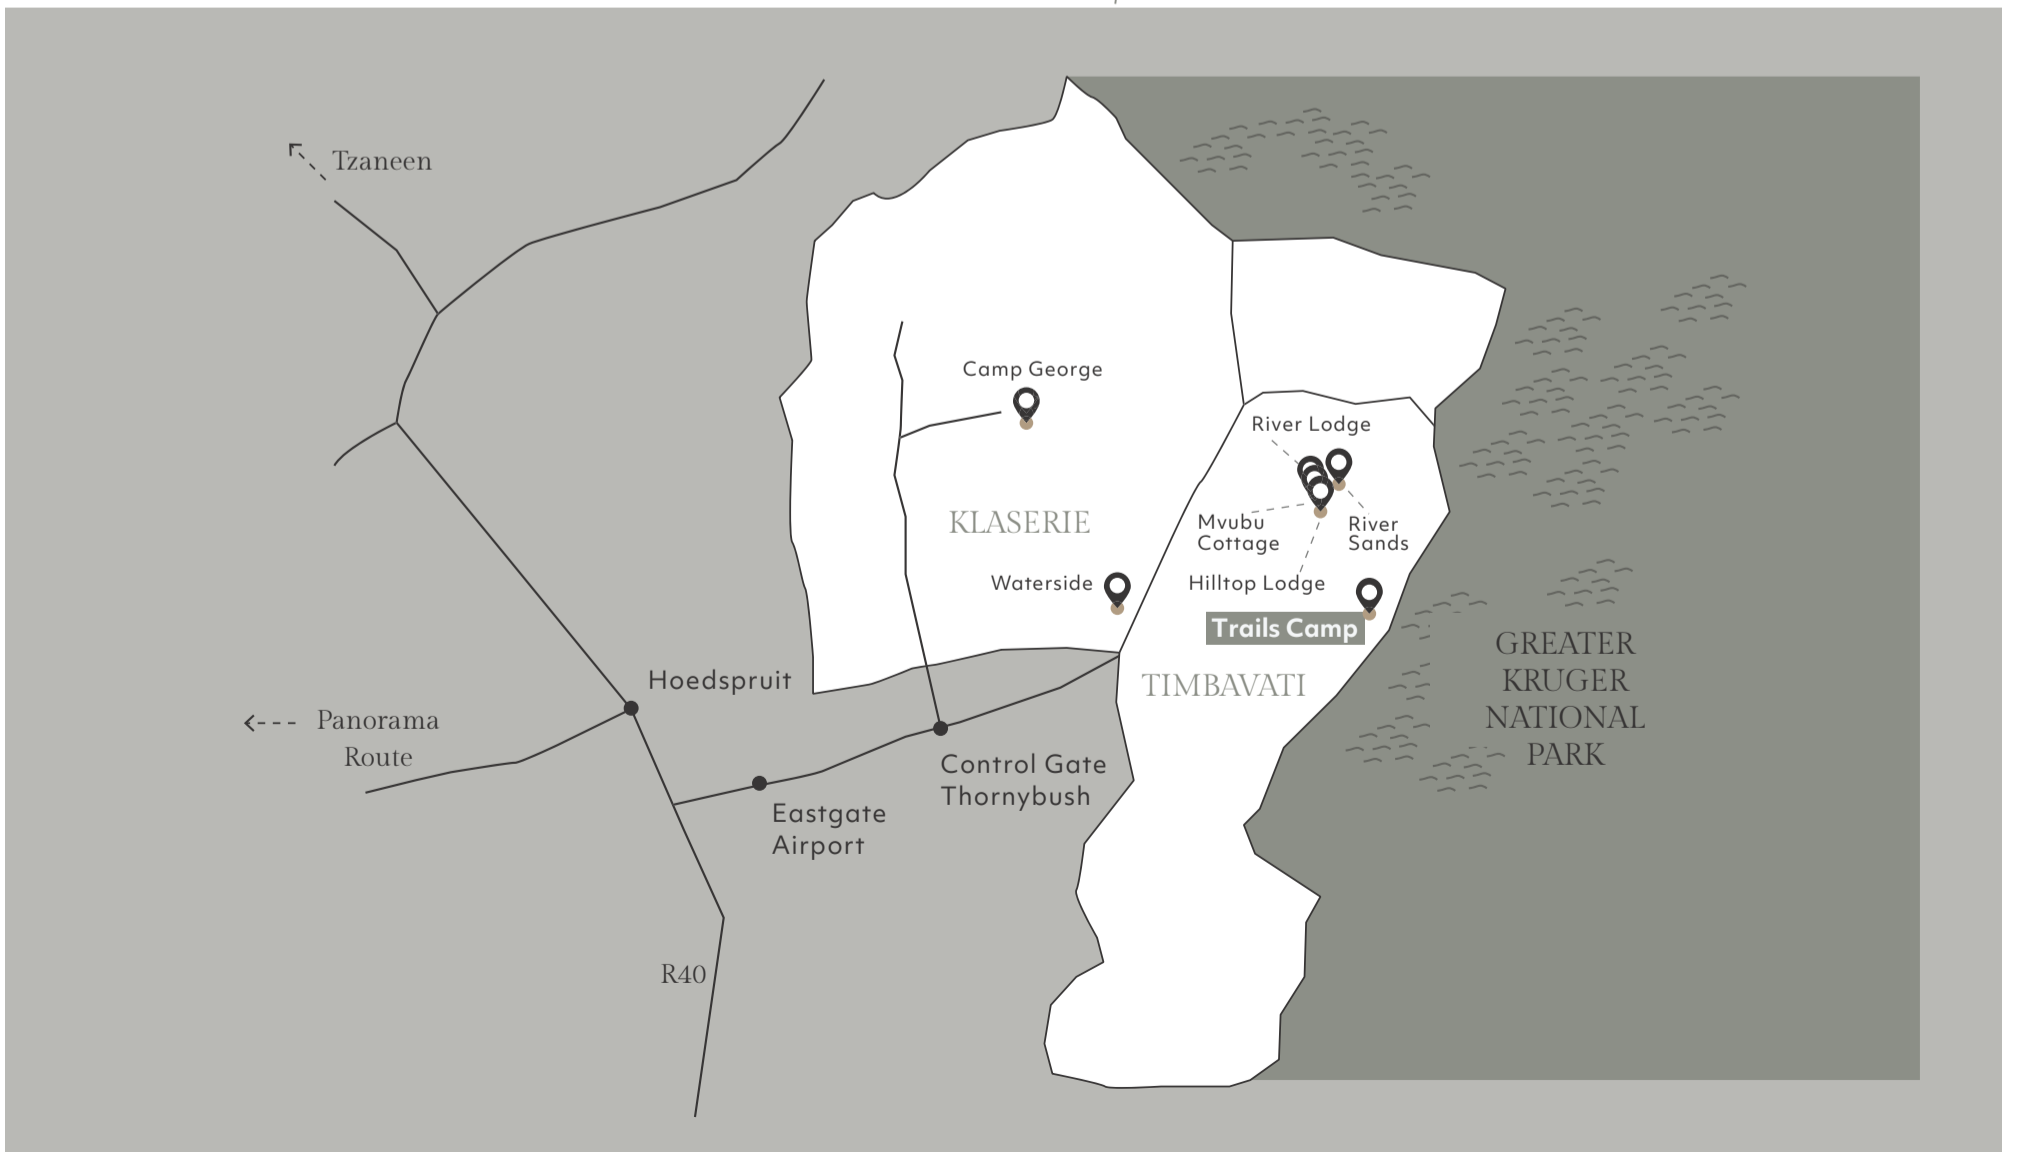 Tzaneen
Camp George
River Lodge
KLASERIE
Mvubu
Cottage
River
Sands
Waterside
Hilltop Lodge
Trails Camp
GREATER
KRUGER
NATIONAL
PARK
Hoedspruit
TIMBAVATI
Panorama
Route
Control Gate
Thornybush
Eastgate
Airport
R40